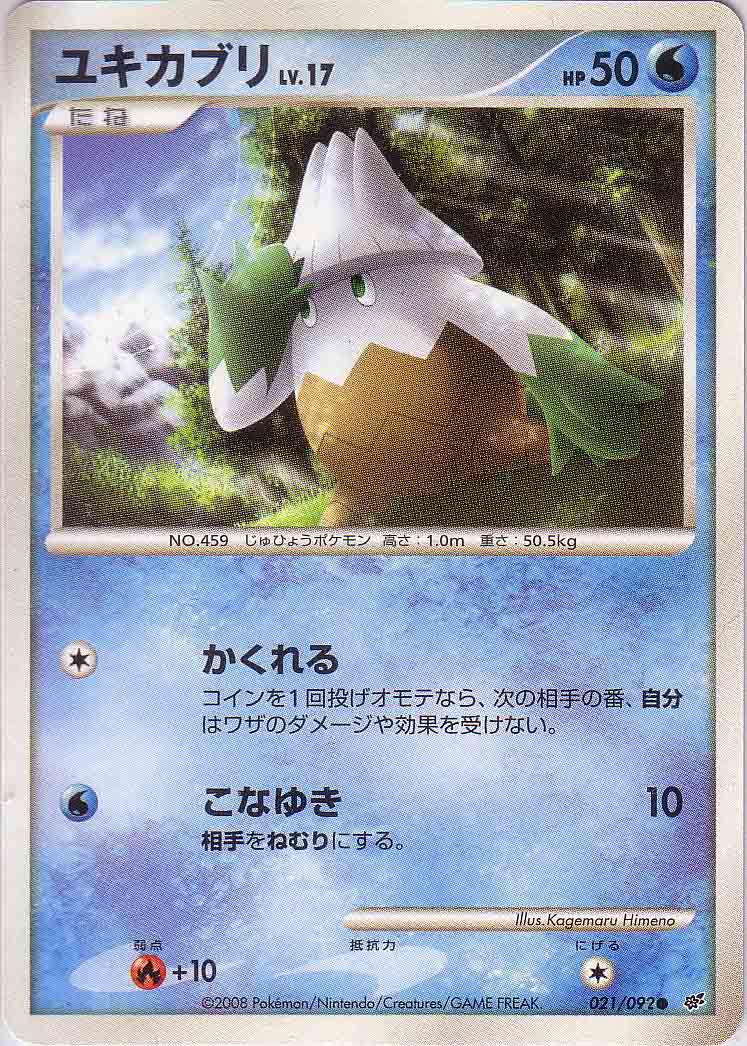 ユキカブリ LV.17 HP 50
たね
NO.459 じゅひょうポケモン 高さ：1.0m 重さ：50.5kg
かくれる
コインを1回投げオモテなら、次の相手の番、自分
はワザのダメージや効果を受けない。
こなゆき 10
相手をねむりにする。
Illus.Kagemaru Himeno
弱点 抵抗力 にげる
+10
©2008 Pokémon/Nintendo/Creatures/GAME FREAK.
021/092